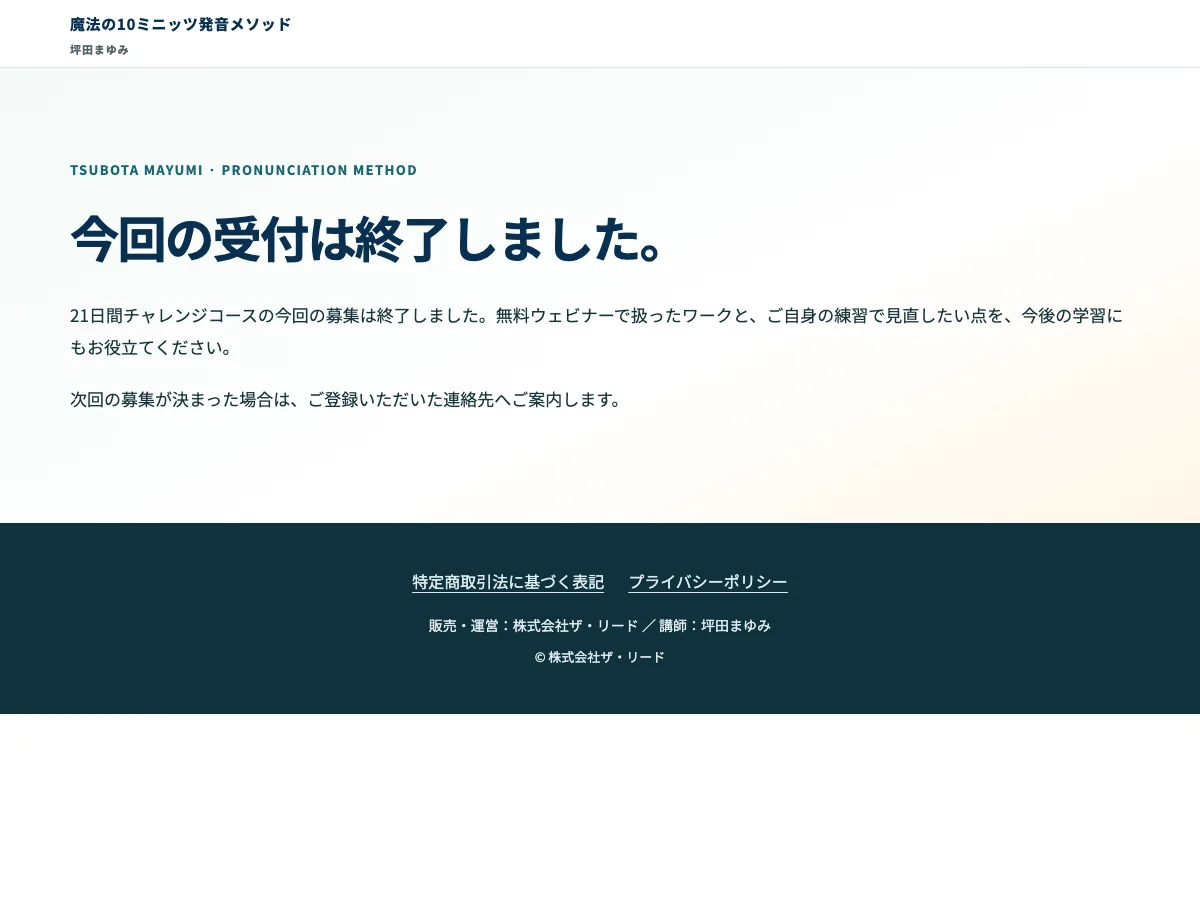 魔法の10ミニッツ発音メソッド
坪田まゆみ
TSUBOTA MAYUMI · PRONUNCIATION METHOD
今回の受付は終了しました。
21日間チャレンジコースの今回の募集は終了しました。無料ウェビナーで扱ったワークと、ご自身の練習で見直したい点を、今後の学習に
もお役立てください。
次回の募集が決まった場合は、ご登録いただいた連絡先へご案内します。
特定商取引法に基づく表記 プライバシーポリシー
販売・運営：株式会社ザ・リード ／ 講師：坪田まゆみ
© 株式会社ザ・リード